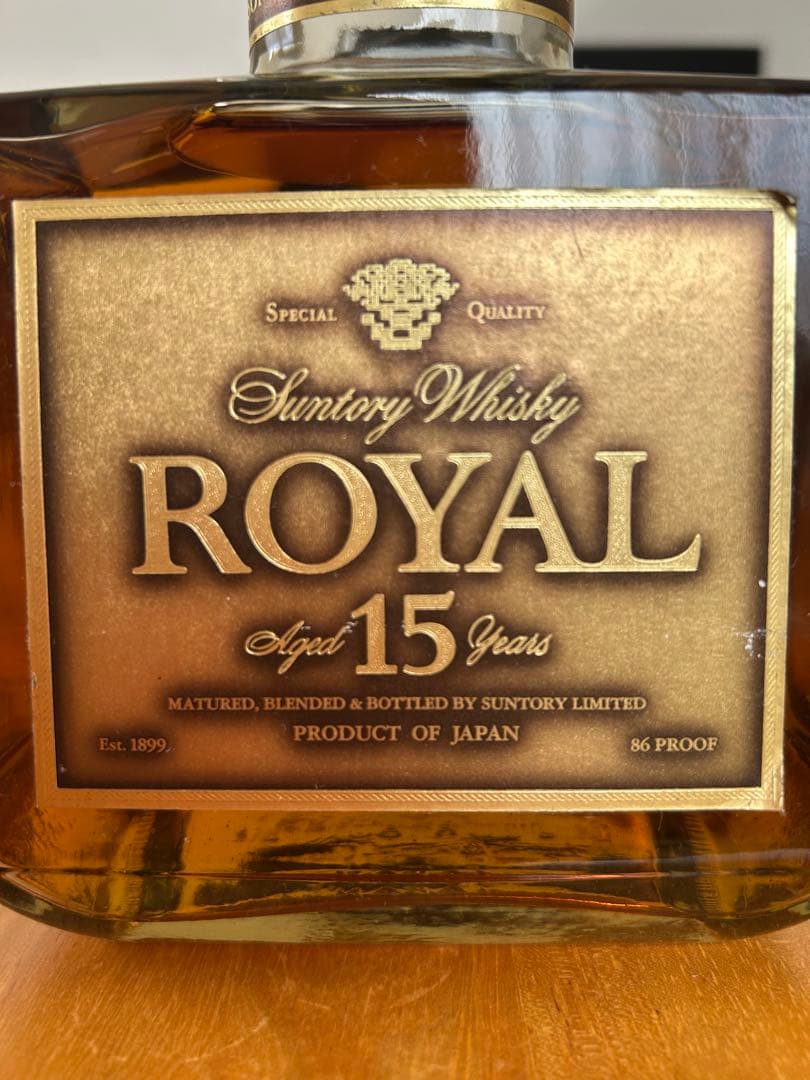 SPECIAL QUALITY
Suntory Whisky
ROYAL
Aged 15 Years
MATURED, BLENDED & BOTTLED BY SUNTORY LIMITED
PRODUCT OF JAPAN
Est. 1899
86 PROOF